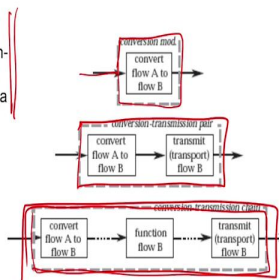 n-
a
conversion mod.
convert
flow A to
flow B
conversion-transmission pair
convert
flow A to
flow B
transmit
(transport)
flow B
conversion-transmission chain
convert
flow A to
flow B
function
flow B
transmit
(transport)
flow B